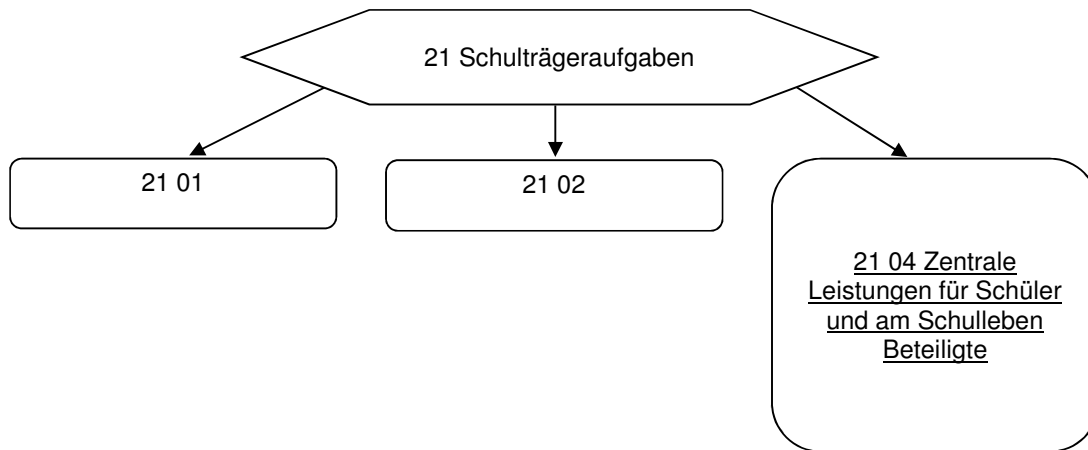 21 Schulträgeraufgaben
21 01
21 02
21 04 Zentrale
Leistungen für Schüler
und am Schulleben
Beteiligte